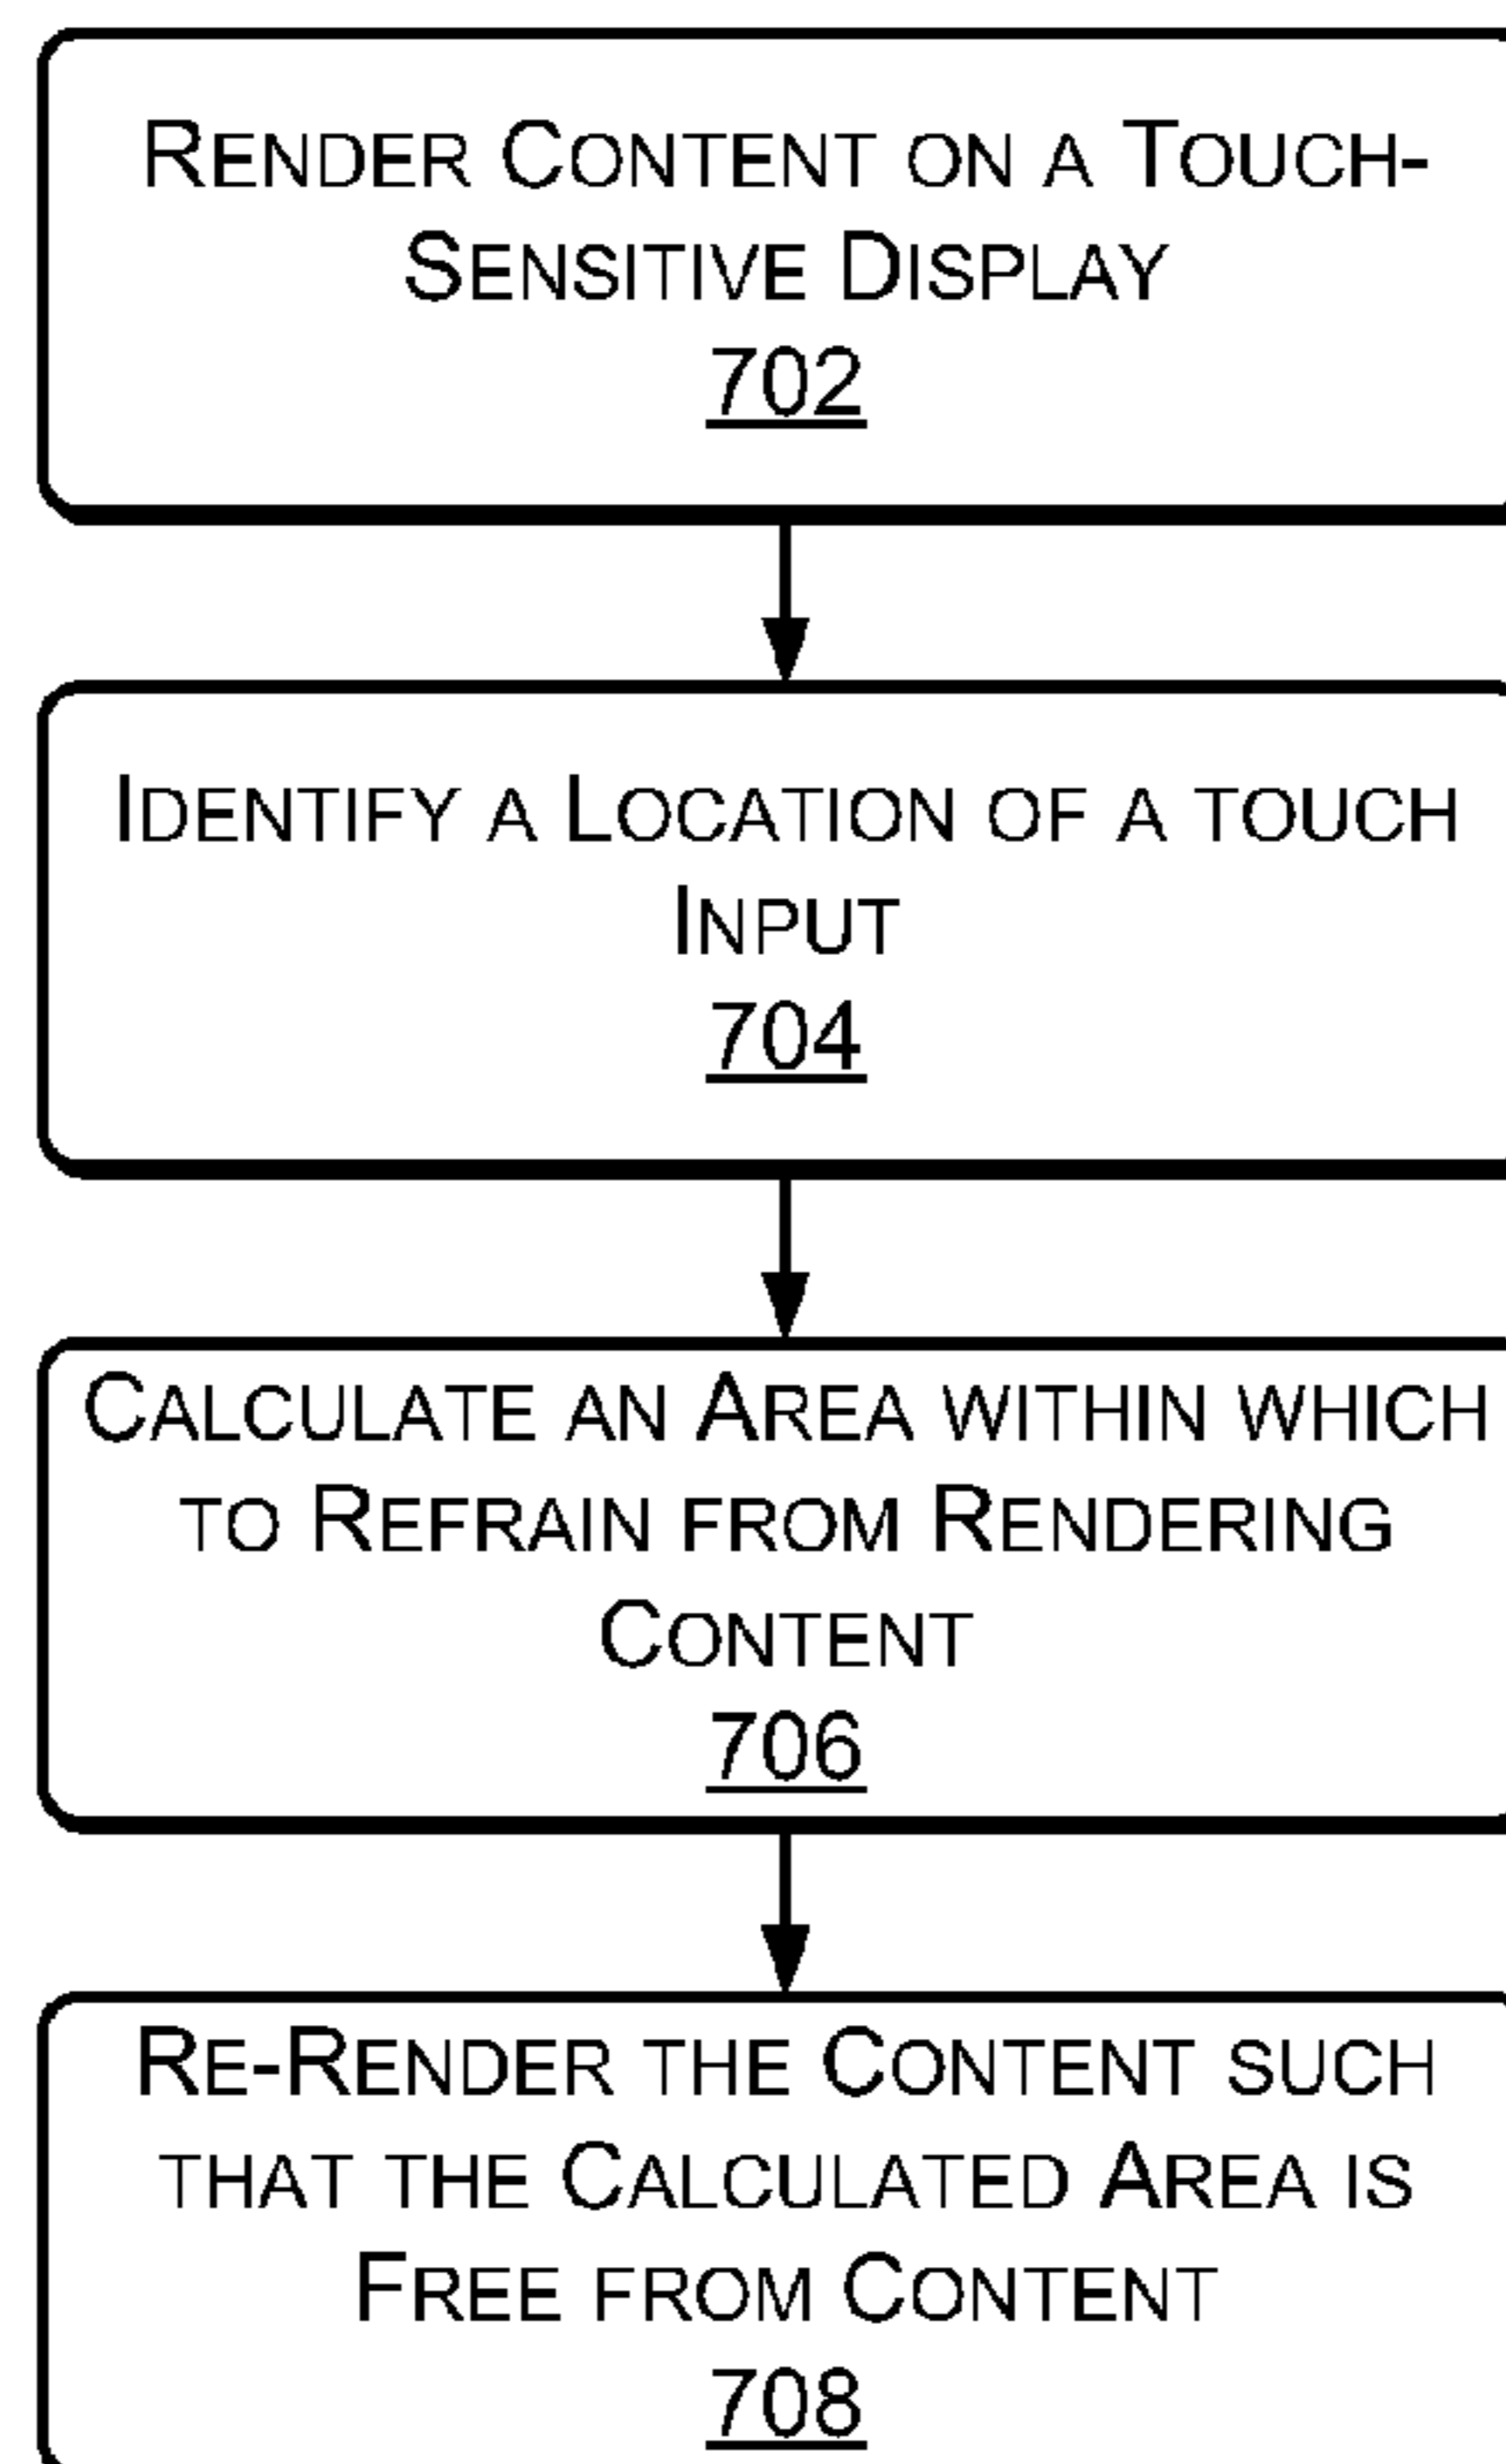 Render Content on a Touch-
Sensitive Display
702
Identify a Location of a touch
Input
704
Calculate an Area within which
to Refrain from Rendering
Content
706
Re-Render the Content such
that the Calculated Area is
Free from Content
708